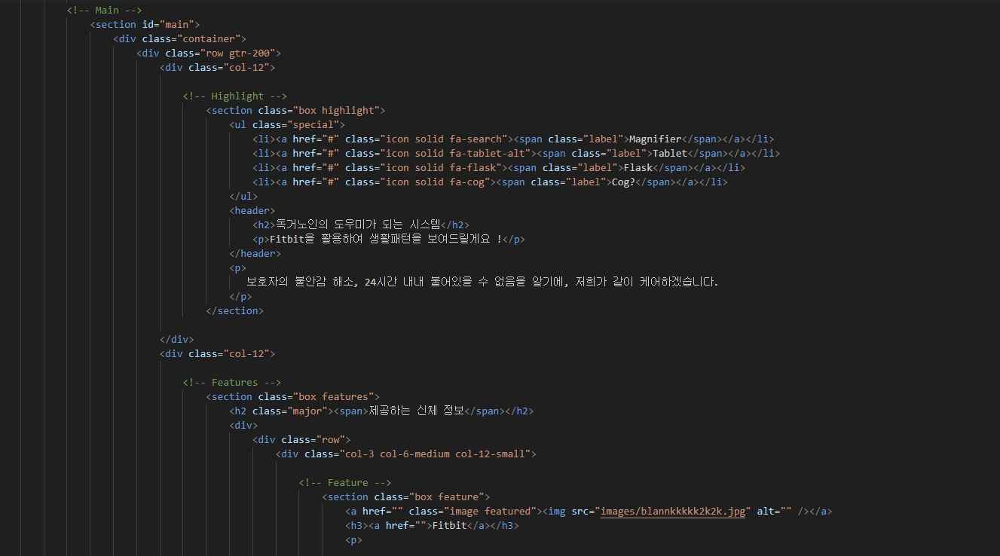 <!-- Main -->
<section id="main">
<div class="container">
<div class="row gtr-200">
<div class="col-12">
<!-- Highlight -->
<section class="box highlight">
<ul class="special">
<li><a href="#" class="icon solid fa-search"><span class="label">Magnifier</span></a></li>
<li><a href="#" class="icon solid fa-tablet-alt"><span class="label">Tablet</span></a></li>
<li><a href="#" class="icon solid fa-flask"><span class="label">Flask</span></a></li>
<li><a href="#" class="icon solid fa-cog"><span class="label">Cog?</span></a></li>
</ul>
<header>
<h2>독거노인의 도우미가 되는 시스템</h2>
<p>Fitbit을 활용하여 생활패턴을 보여드릴게요 !</p>
</header>
<p>
보호자의 불안감 해소, 24시간 내내 붙어있을 수 없음을 알기에, 저희가 같이 케어하겠습니다.
</p>
</section>
</div>
<div class="col-12">
<!-- Features -->
<section class="box features">
<h2 class="major"><span>제공하는 신체 정보</span></h2>
<div>
<div class="row">
<div class="col-3 col-6-medium col-12-small">
<!-- Feature -->
<section class="box feature">
<a href="" class="image featured"><img src="images/blannkkkkk2k2k.jpg" alt="" /></a>
<h3><a href="">Fitbit</a></h3>
<p>